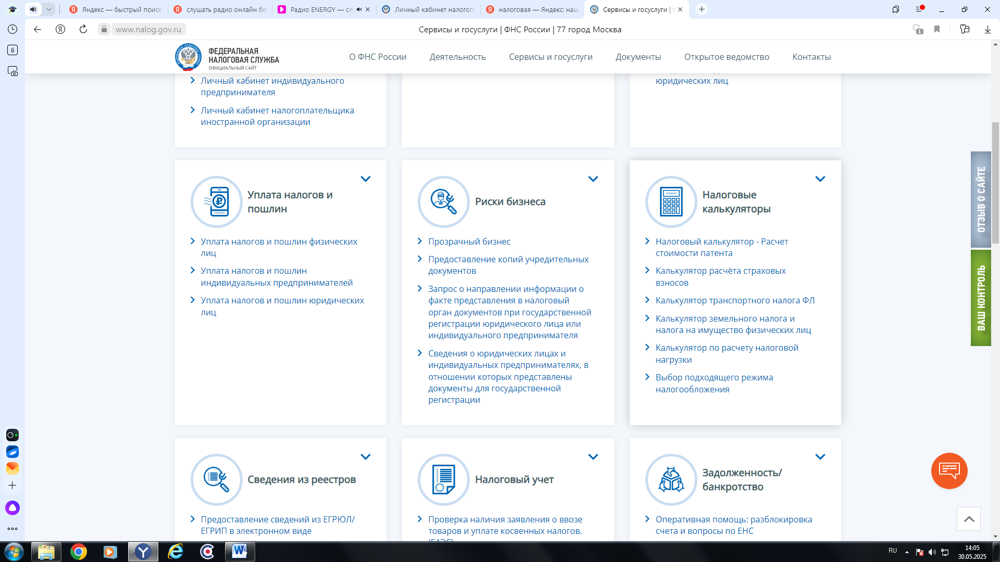 Яндекс — быстрый поиск
слушать радио онлайн бе
Радио ENERGY — слу
Личный кабинет налогопл
налоговая — Яндекс: наш
Сервисы и госуслуги | Ф
6
www.nalog.gov.ru
Сервисы и госуслуги | ФНС России | 77 город Москва
1
ФЕДЕРАЛЬНАЯ
НАЛОГОВАЯ СЛУЖБА
ОФИЦИАЛЬНЫЙ САЙТ
О ФНС России
Деятельность
Сервисы и госуслуги
Документы
Открытое ведомство
Контакты
Личный кабинет индивидуального
предпринимателя
Личный кабинет налогоплательщика
иностранной организации
юридических лиц
Уплата налогов и
пошлин
Уплата налогов и пошлин физических
лиц
Уплата налогов и пошлин
индивидуальных предпринимателей
Уплата налогов и пошлин юридических
лиц
Риски бизнеса
Прозрачный бизнес
Предоставление копий учредительных
документов
Запрос о направлении информации о
факте представления в налоговый
орган документов при государственной
регистрации юридического лица или
индивидуального предпринимателя
Сведения о юридических лицах и
индивидуальных предпринимателях, в
отношении которых представлены
документы для государственной
регистрации
Налоговые
калькуляторы
Налоговый калькулятор - Расчет
стоимости патента
Калькулятор расчёта страховых
взносов
Калькулятор транспортного налога ФЛ
Калькулятор земельного налога и
налога на имущество физических лиц
Калькулятор по расчету налоговой
нагрузки
Выбор подходящего режима
налогообложения
ОТЗЫВ О САЙТЕ
ВАШ КОНТРОЛЬ
Сведения из реестров
Предоставление сведений из ЕГРЮЛ/
ЕГРИП в электронном виде
Налоговый учет
Проверка наличия заявления о ввозе
товаров и уплате косвенных налогов.
(ЕАЭС)
Задолженность/
банкротство
Оперативная помощь: разблокировка
счета и вопросы по ЕНС
RU
14:05
30.05.2025